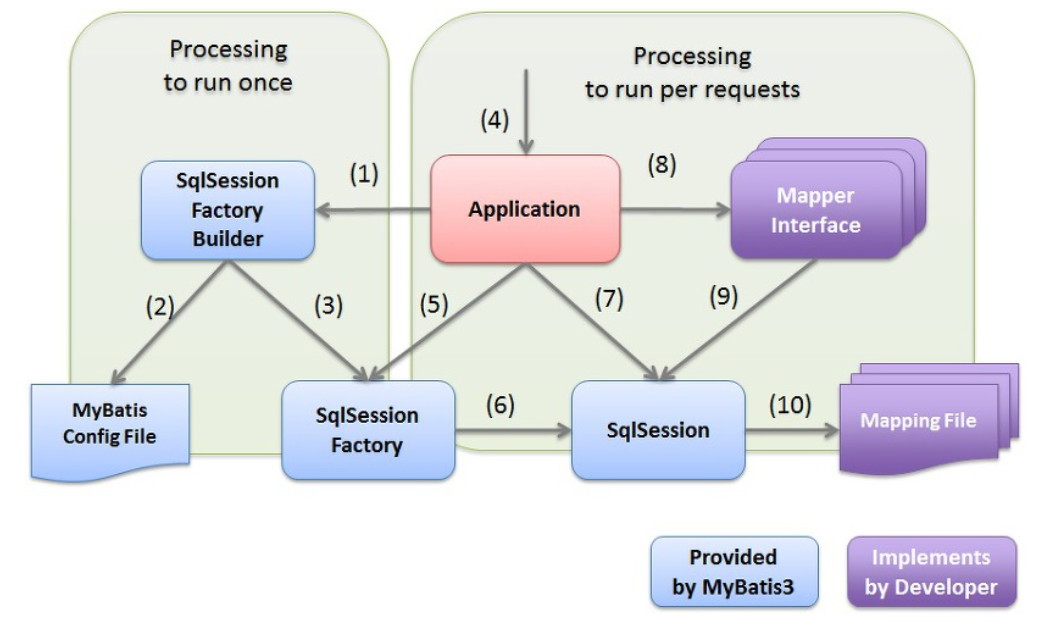 Processing
to run once
Processing
to run per requests
(4)
(1)
(8)
SqlSession
Factory
Builder
Application
Mapper
Interface
(2)
(3)
(5)
(7)
(9)
MyBatis
Config File
SqlSession
Factory
(6)
SqlSession
(10)
Mapping File
Provided
by MyBatis3
Implements
by Developer